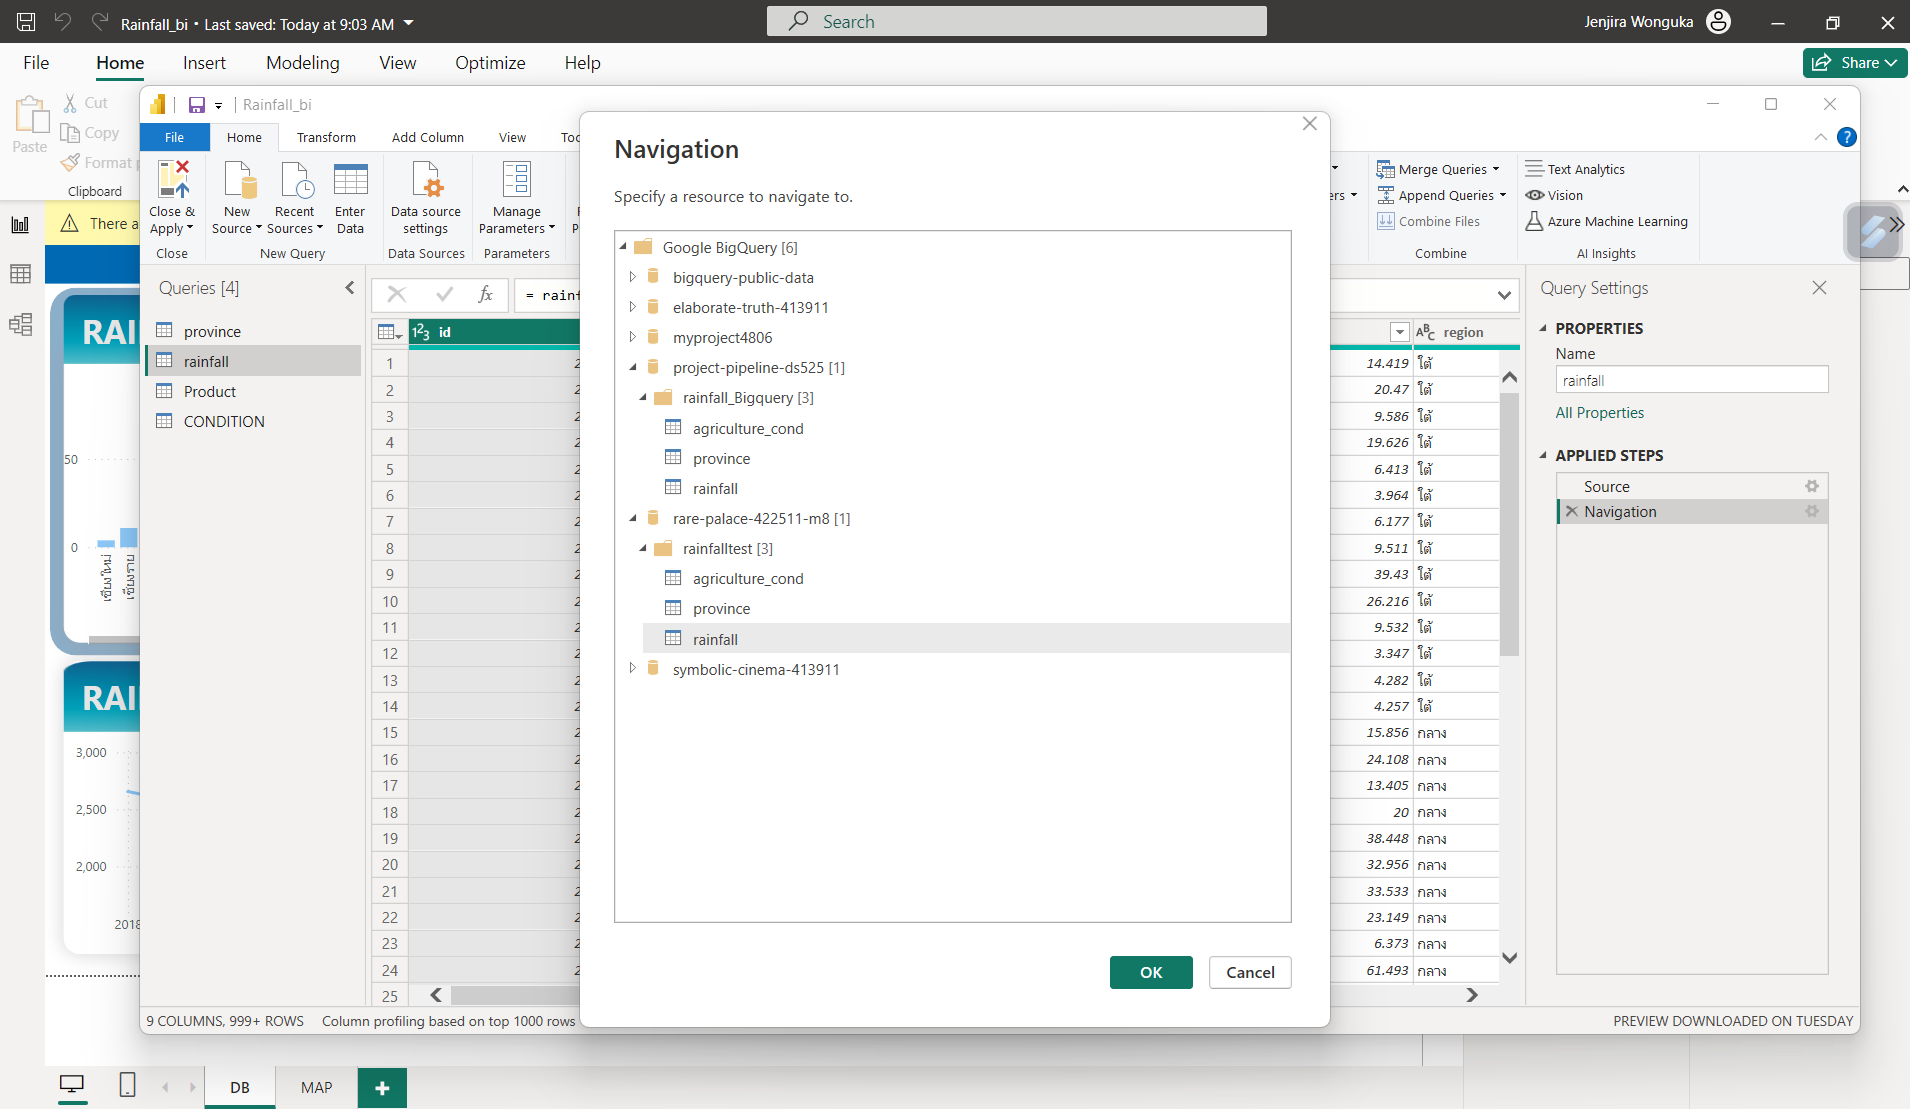 Rainfall_bi • Last saved: Today at 9:03 AM
Search
Jenjira Wonguka
File Home Insert Modeling View Optimize Help
Share
Paste
Cut
Copy
Format
Clipboard
There a
Rainfall_bi
File Home Transform Add Column View
Close & Apply
New Source
Recent Sources
Enter Data
Data source settings
Manage Parameters
Close
New Query
Data Sources
Parameters
Merge Queries
Append Queries
Combine Files
Combine
Text Analytics
Vision
Azure Machine Learning
AI Insights
Queries [4]
province
rainfall
Product
CONDITION
fx
= rainf
123 id
ABC region
1 14.419 ใต้
2 20.47 ใต้
3 9.586 ใต้
4 19.626 ใต้
5 6.413 ใต้
6 3.964 ใต้
7 6.177 ใต้
8 9.511 ใต้
9 39.43 ใต้
10 26.216 ใต้
11 9.532 ใต้
12 3.347 ใต้
13 4.282 ใต้
14 4.257 ใต้
15 15.856 กลาง
16 24.108 กลาง
17 13.405 กลาง
18 20 กลาง
19 38.448 กลาง
20 32.956 กลาง
21 33.533 กลาง
22 23.149 กลาง
23 6.373 กลาง
24 61.493 กลาง
25
Navigation
Specify a resource to navigate to.
Google BigQuery [6]
bigquery-public-data
elaborate-truth-413911
myproject4806
project-pipeline-ds525 [1]
rainfall_Bigquery [3]
agriculture_cond
province
rainfall
rare-palace-422511-m8 [1]
rainfalltest [3]
agriculture_cond
province
rainfall
symbolic-cinema-413911
OK
Cancel
Query Settings
PROPERTIES
Name
rainfall
All Properties
APPLIED STEPS
Source
Navigation
RAI
50
0
เชียงใหม่
เชียงราย
RAI
3,000
2,500
2,000
2018
9 COLUMNS, 999+ ROWS
Column profiling based on top 1000 rows
PREVIEW DOWNLOADED ON TUESDAY
DB
MAP